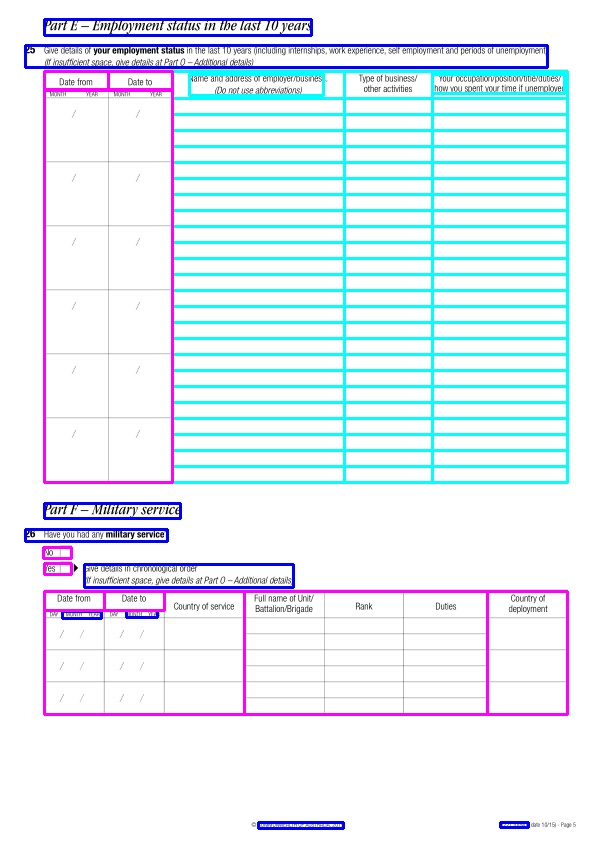 Part E – Employment status in the last 10 years
25 Give details of your employment status in the last 10 years (including internships, work experience, self employment and periods of unemployment)
(If insufficient space, give details at Part O – Additional details)
Date from Date to Name and address of employer/business. (Do not use abbreviations) Type of business/ other activities Your occupation/position/title/duties/ how you spent your time if unemployed
MONTH YEAR MONTH YEAR
/ /
/ /
/ /
/ /
/ /
/ /
Part F – Military service
26 Have you had any military service
No
Yes Give details in chronological order
(If insufficient space, give details at Part O – Additional details)
Date from Date to Country of service Full name of Unit/ Battalion/Brigade Rank Duties Country of deployment
DAY MONTH YEAR DAY MONTH YEAR
/ / / /
/ / / /
/ / / /
© COMMONWEALTH OF AUSTRALIA, 2015 date 10/15) - Page 5